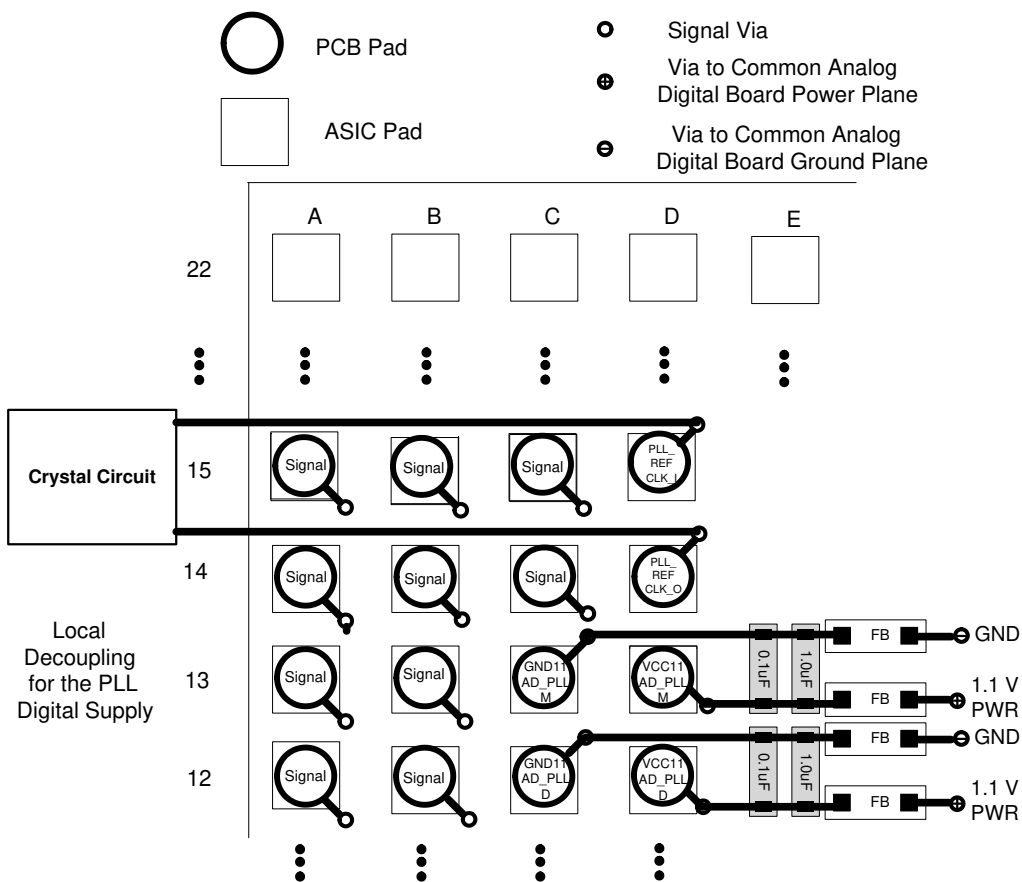 PCB Pad
ASIC Pad
Signal Via
Via to Common Analog
Digital Board Power Plane
Via to Common Analog
Digital Board Ground Plane
A B C D E
22
Crystal Circuit
15
Signal
Signal
Signal
PLL_
REF
CLK_I
14
Signal
Signal
Signal
PLL_
REF
CLK_O
Local
Decoupling
for the PLL
Digital Supply
13
Signal
Signal
GND11
AD_PLL
M
VCC11
AD_PLL
M
0.1uF
1.0uF
FB
GND
FB
1.1 V
PWR
12
Signal
Signal
GND11
AD_PLL
D
VCC11
AD_PLL
D
0.1uF
1.0uF
FB
GND
FB
1.1 V
PWR